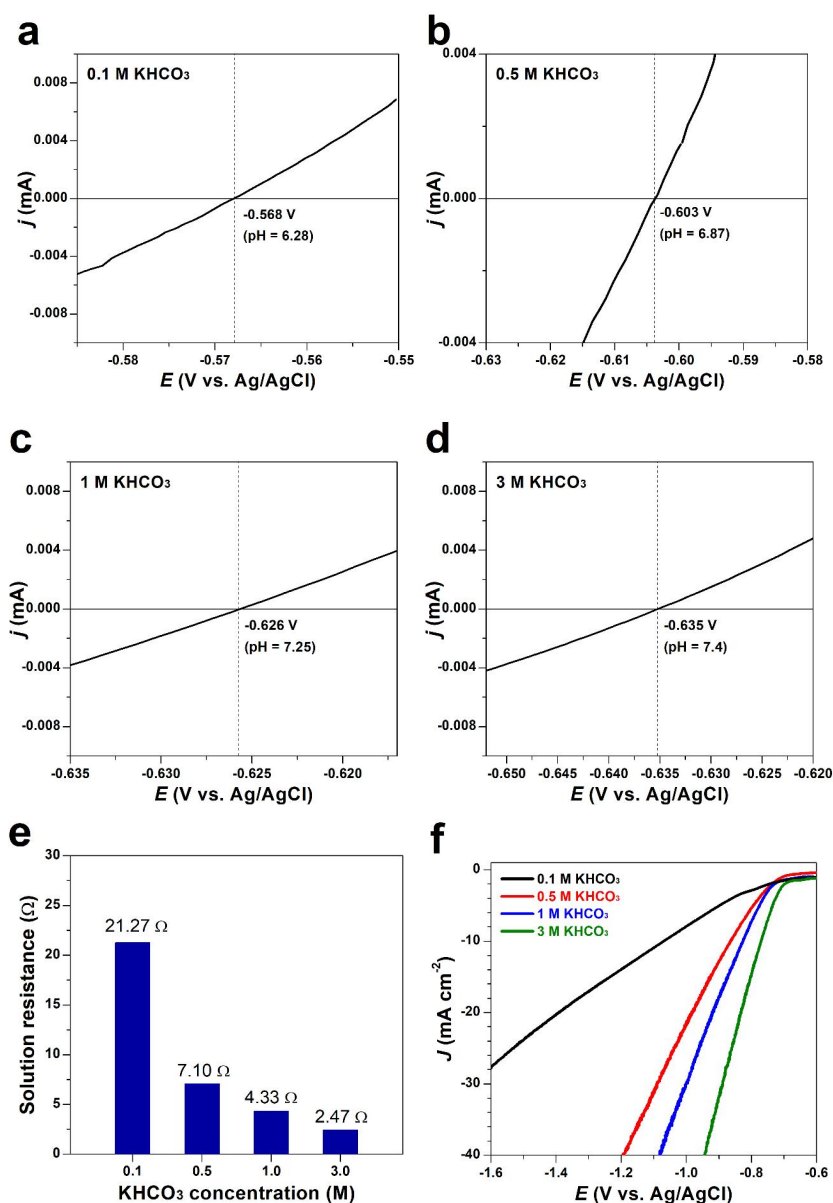 a
0.1 M KHCO₃
0.008
0.004
0.000
-0.004
-0.008
j (mA)
-0.568 V
(pH = 6.28)
-0.58 -0.57 -0.56 -0.55
E (V vs. Ag/AgCl)
b
0.5 M KHCO₃
0.004
0.000
-0.004
j (mA)
-0.603 V
(pH = 6.87)
-0.63 -0.62 -0.61 -0.60 -0.59 -0.58
E (V vs. Ag/AgCl)
c
1 M KHCO₃
0.008
0.004
0.000
-0.004
-0.008
j (mA)
-0.626 V
(pH = 7.25)
-0.635 -0.630 -0.625 -0.620
E (V vs. Ag/AgCl)
d
3 M KHCO₃
0.008
0.004
0.000
-0.004
-0.008
j (mA)
-0.635 V
(pH = 7.4)
-0.650 -0.645 -0.640 -0.635 -0.630 -0.625 -0.620
E (V vs. Ag/AgCl)
e
30
25
20
15
10
5
0
Solution resistance (Ω)
21.27 Ω
7.10 Ω
4.33 Ω
2.47 Ω
0.1 0.5 1.0 3.0
KHCO₃ concentration (M)
f
0
-10
-20
-30
-40
J (mA cm⁻²)
0.1 M KHCO₃
0.5 M KHCO₃
1 M KHCO₃
3 M KHCO₃
-1.6 -1.4 -1.2 -1.0 -0.8 -0.6
E (V vs. Ag/AgCl)